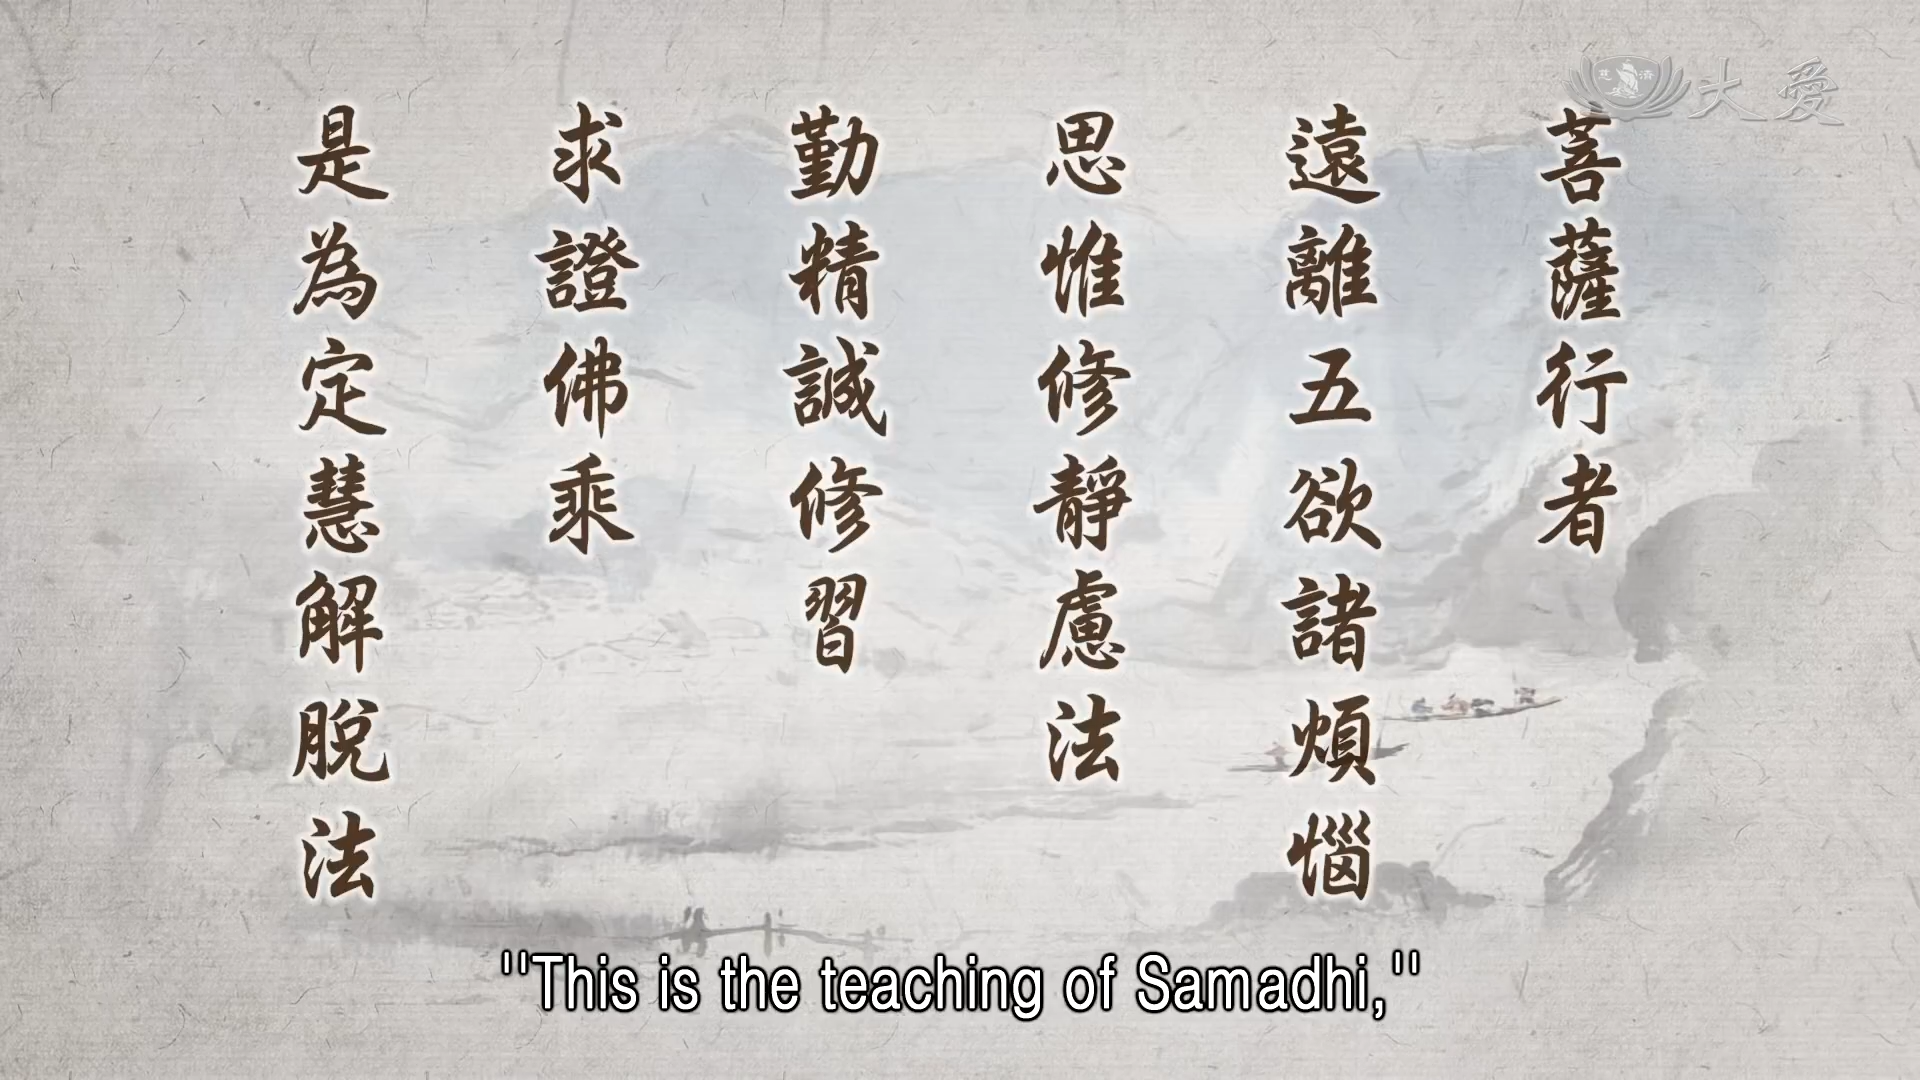 菩薩行者
遠離五欲諸煩惱
思惟修靜慮法
勤精誠修習
求證佛乘
是為定慧解脫法
慈濟
大愛
"This is the teaching of Samadhi,"